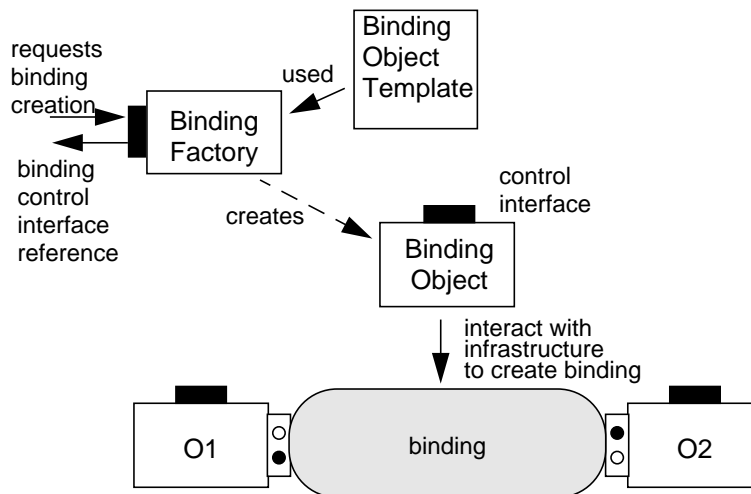 requests
binding
creation
Binding
Object
Template
used
Binding
Factory
binding
control
interface
reference
creates
control
interface
Binding
Object
interact with
infrastructure
to create binding
O1
binding
O2